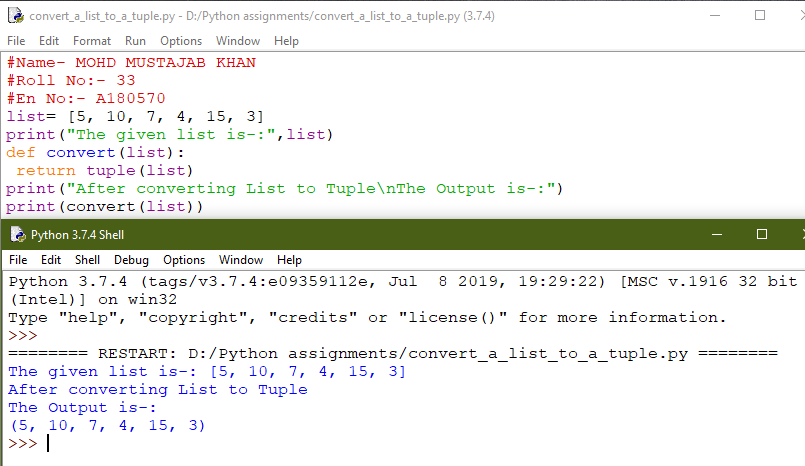 convert_a_list_to_a_tuple.py - D:/Python assignments/convert_a_list_to_a_tuple.py (3.7.4)
File Edit Format Run Options Window Help
#Name- MOHD MUSTAJAB KHAN
#Roll No:- 33
#En No:- A180570
list= [5, 10, 7, 4, 15, 3]
print("The given list is-:",list)
def convert(list):
 return tuple(list)
print("After converting List to Tuple\nThe Output is-:")
print(convert(list))
Python 3.7.4 Shell
File Edit Shell Debug Options Window Help
Python 3.7.4 (tags/v3.7.4:e09359112e, Jul  8 2019, 19:29:22) [MSC v.1916 32 bit
(Intel)] on win32
Type "help", "copyright", "credits" or "license()" for more information.
>>>
======== RESTART: D:/Python assignments/convert_a_list_to_a_tuple.py ========
The given list is-: [5, 10, 7, 4, 15, 3]
After converting List to Tuple
The Output is-:
(5, 10, 7, 4, 15, 3)
>>>